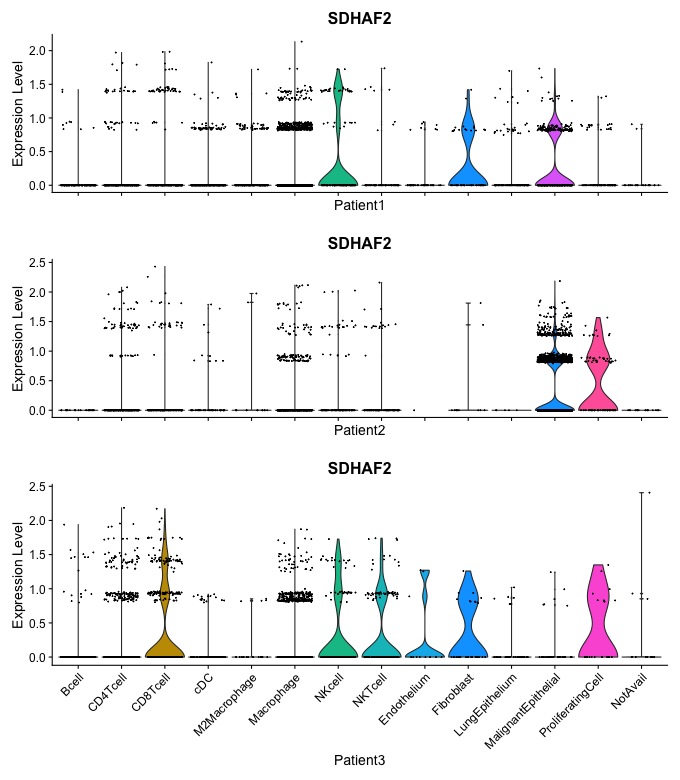 SDHAF2
Expression Level
2.0
1.5
1.0
0.5
0.0
Patient1
SDHAF2
Expression Level
2.5
2.0
1.5
1.0
0.5
0.0
Patient2
SDHAF2
Expression Level
2.5
2.0
1.5
1.0
0.5
0.0
Bcell
CD4Tcell
CD8Tcell
cDC
M2Macrophage
Macrophage
NKcell
NKTcell
Endothelium
Fibroblast
LungEpithelium
MalignantEpithelial
ProliferatingCell
NotAvail
Patient3